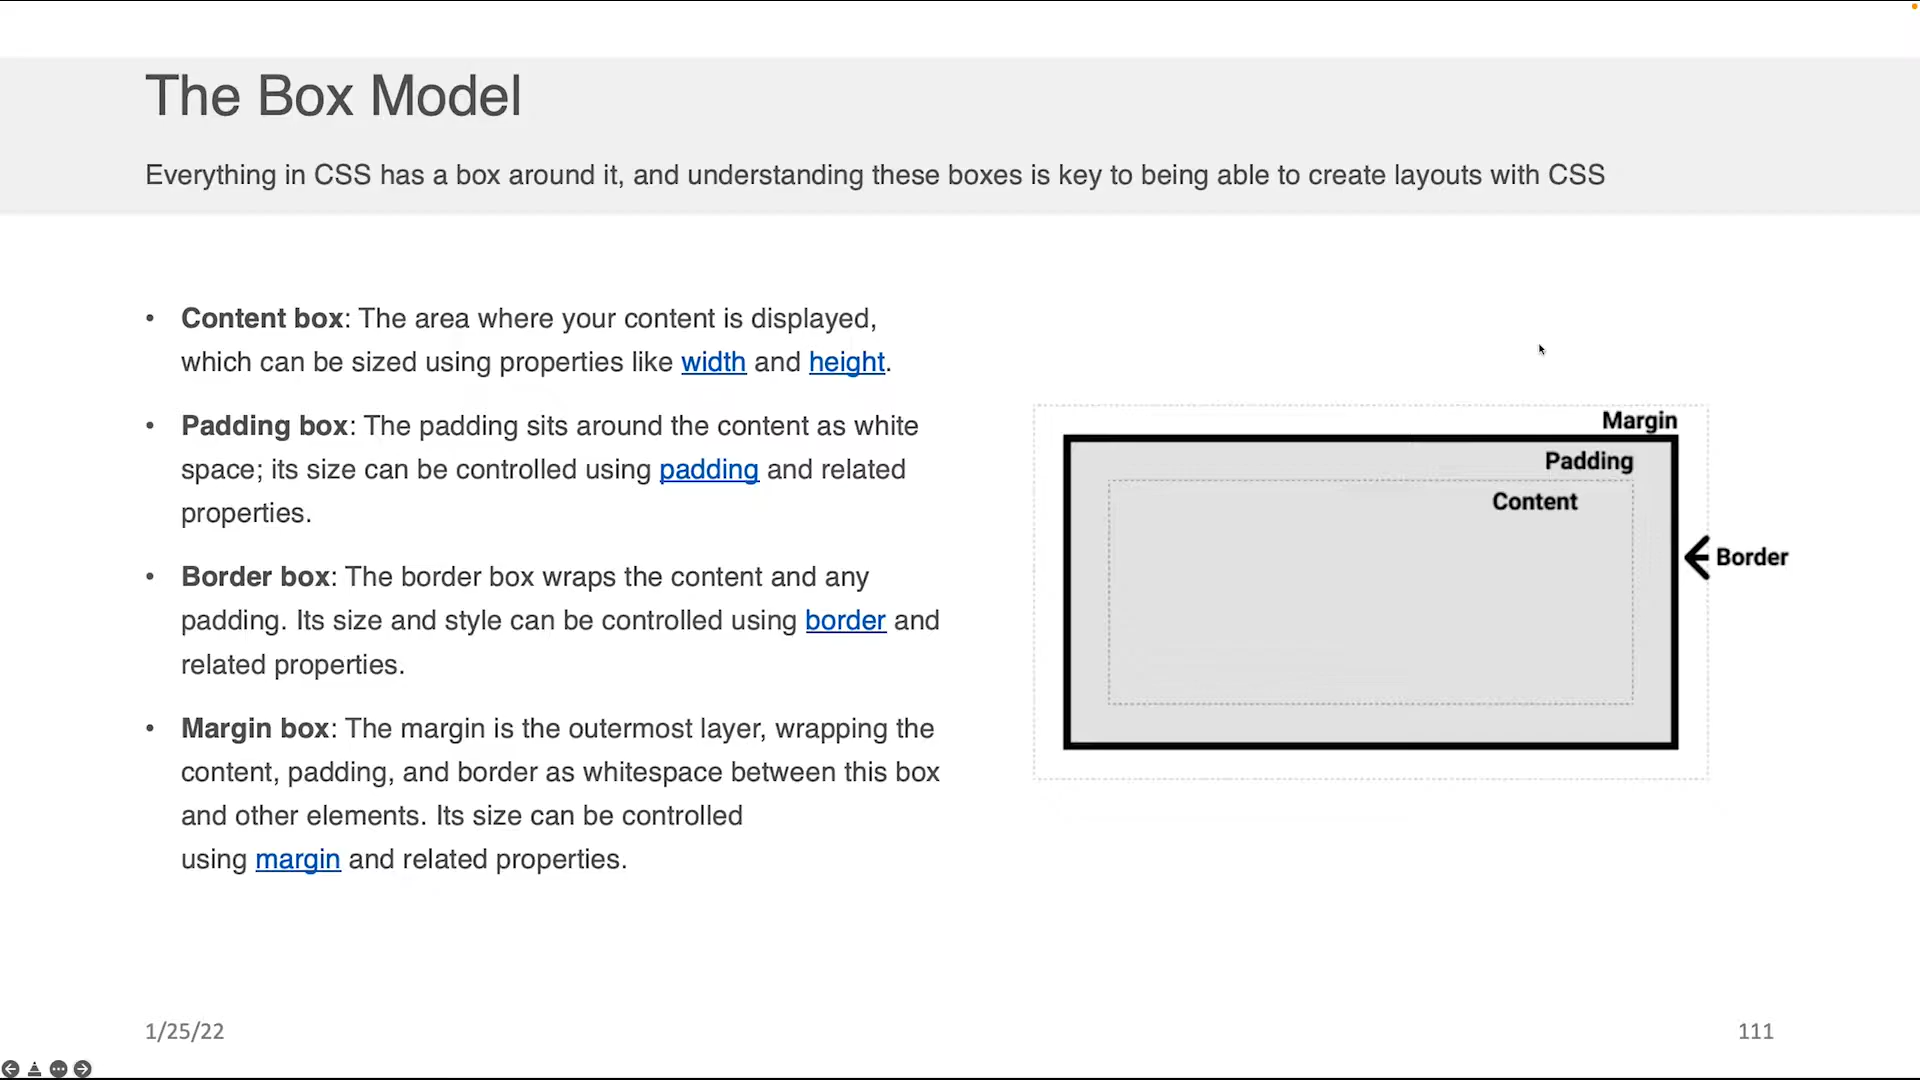 The Box Model
Everything in CSS has a box around it, and understanding these boxes is key to being able to create layouts with CSS
• Content box: The area where your content is displayed,
which can be sized using properties like width and height.
• Padding box: The padding sits around the content as white
space; its size can be controlled using padding and related
properties.
• Border box: The border box wraps the content and any
padding. Its size and style can be controlled using border and
related properties.
• Margin box: The margin is the outermost layer, wrapping the
content, padding, and border as whitespace between this box
and other elements. Its size can be controlled
using margin and related properties.
Margin
Padding
Content
Border
1/25/22
111